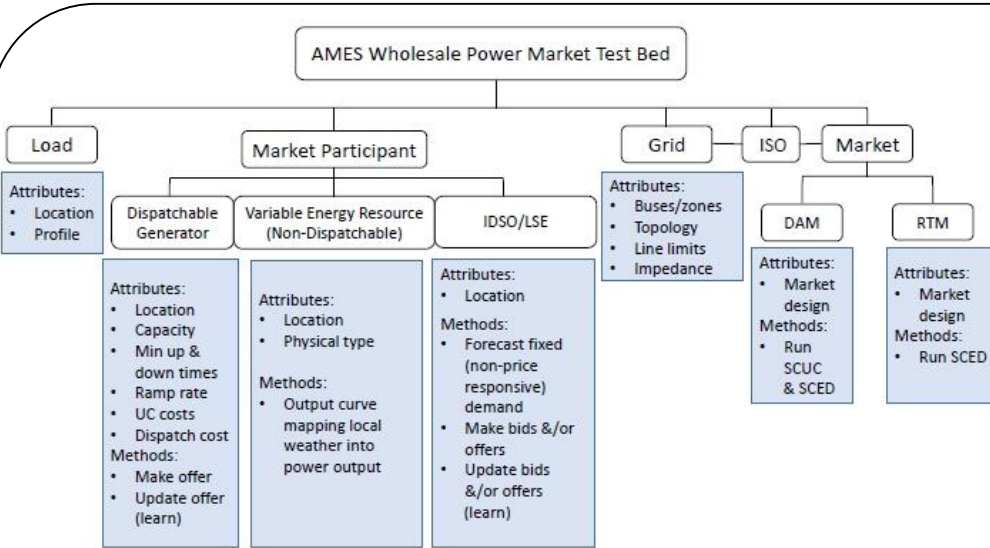 AMES Wholesale Power Market Test Bed
Load
Market Participant
Grid
ISO
Market
Attributes:
• Location
• Profile
Dispatchable
Generator
Variable Energy Resource
(Non-Dispatchable)
IDSO/LSE
Attributes:
• Buses/zones
• Topology
• Line limits
• Impedance
DAM
RTM
Attributes:
• Location
• Capacity
• Min up &
down times
• Ramp rate
• UC costs
• Dispatch cost
Methods:
• Make offer
• Update offer
(learn)
Attributes:
• Location
• Physical type
Methods:
• Output curve
mapping local
weather into
power output
Attributes:
• Location
Methods:
• Forecast fixed
(non-price
responsive)
demand
• Make bids &/or
offers
• Update bids
&/or offers
(learn)
Attributes:
• Market
design
Methods:
• Run
SCUC
& SCED
Attributes:
• Market
design
Methods:
• Run SCED